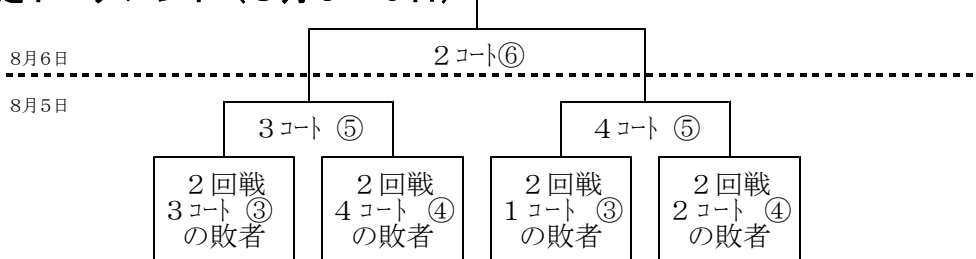 8月6日
2コート⑥
8月5日
3コート ⑤
4コート ⑤
2回戦
3コート ③
の敗者
2回戦
4コート ④
の敗者
2回戦
1コート ③
の敗者
2回戦
2コート ④
の敗者